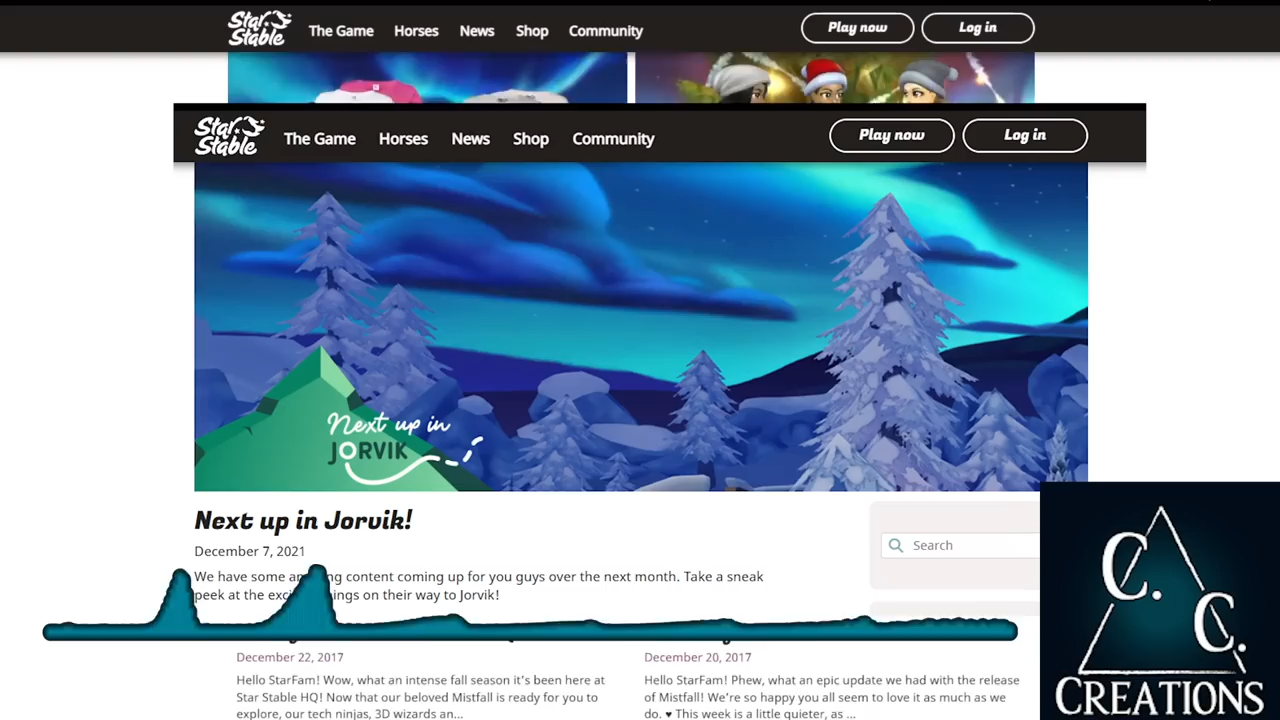 Star Stable
The Game Horses News Shop Community Play now Log in
Star Stable
The Game Horses News Shop Community Play now Log in
Next up in
JORVIK
Next up in Jorvik!
December 7, 2021
Search
We have some content coming up for you guys over the next month. Take a sneak
peek at the things on their way to Jorvik!
December 22, 2017
Hello StarFam! Wow, what an intense fall season it's been here at
Star Stable HQ! Now that our beloved Mistfall is ready for you to
explore, our tech ninjas, 3D wizards an...
December 20, 2017
Hello StarFam! Phew, what an epic update we had with the release
of Mistfall! We're so happy you all seem to love it as much as we
do. ♥ This week is a little quieter, as ...
C.
C.
CREATIONS